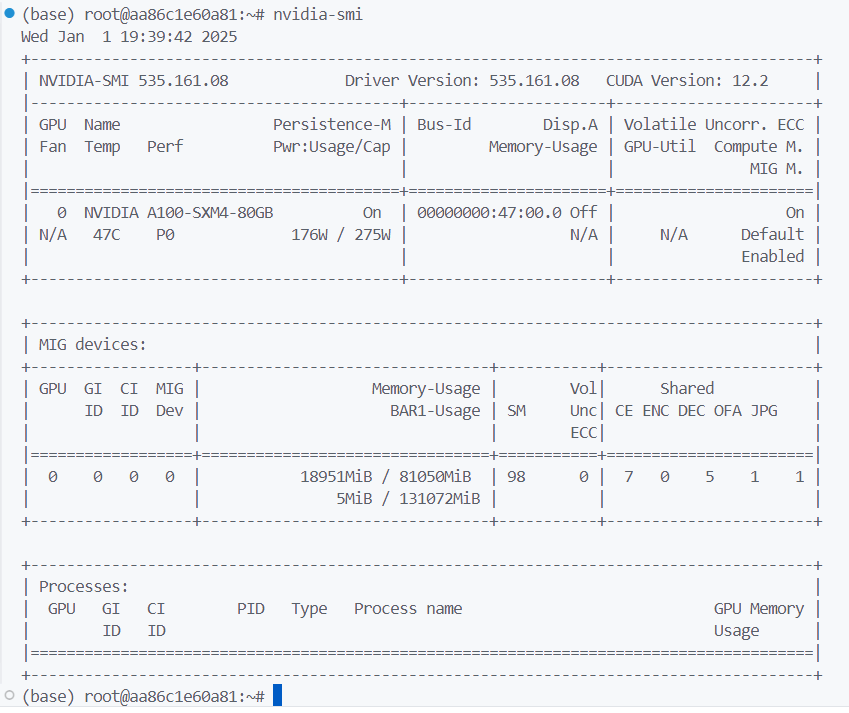 (base) root@aa86c1e60a81:~# nvidia-smi
Wed Jan  1 19:39:42 2025
+---------------------------------------------------------------------------------------+
| NVIDIA-SMI 535.161.08             Driver Version: 535.161.08   CUDA Version: 12.2     |
|-----------------------------------------+----------------------+----------------------+
| GPU  Name                 Persistence-M | Bus-Id        Disp.A | Volatile Uncorr. ECC |
| Fan  Temp   Perf          Pwr:Usage/Cap |         Memory-Usage | GPU-Util  Compute M. |
|                                         |                      |               MIG M. |
|=========================================+======================+======================|
|   0  NVIDIA A100-SXM4-80GB          On  | 00000000:47:00.0 Off |                   On |
| N/A   47C    P0             176W / 275W |                  N/A |     N/A      Default |
|                                         |                      |              Enabled |
+-----------------------------------------+----------------------+----------------------+

+---------------------------------------------------------------------------------------+
| MIG devices:                                                                          |
+------------------+--------------------------------+-----------+-----------------------+
| GPU  GI  CI  MIG |                   Memory-Usage |        Vol|      Shared           |
|      ID  ID  Dev |                     BAR1-Usage | SM     Unc| CE ENC DEC OFA JPG    |
|                  |                                |        ECC|                       |
|==================+================================+===========+=======================|
|  0    0   0   0  |           18951MiB / 81050MiB  | 98      0 |  7   0    5    1    1 |
|                  |               5MiB / 131072MiB |           |                       |
+------------------+--------------------------------+-----------+-----------------------+

+---------------------------------------------------------------------------------------+
| Processes:                                                                            |
|  GPU   GI   CI        PID   Type   Process name                            GPU Memory |
|        ID   ID                                                             Usage      |
|=======================================================================================|
+---------------------------------------------------------------------------------------+
(base) root@aa86c1e60a81:~#